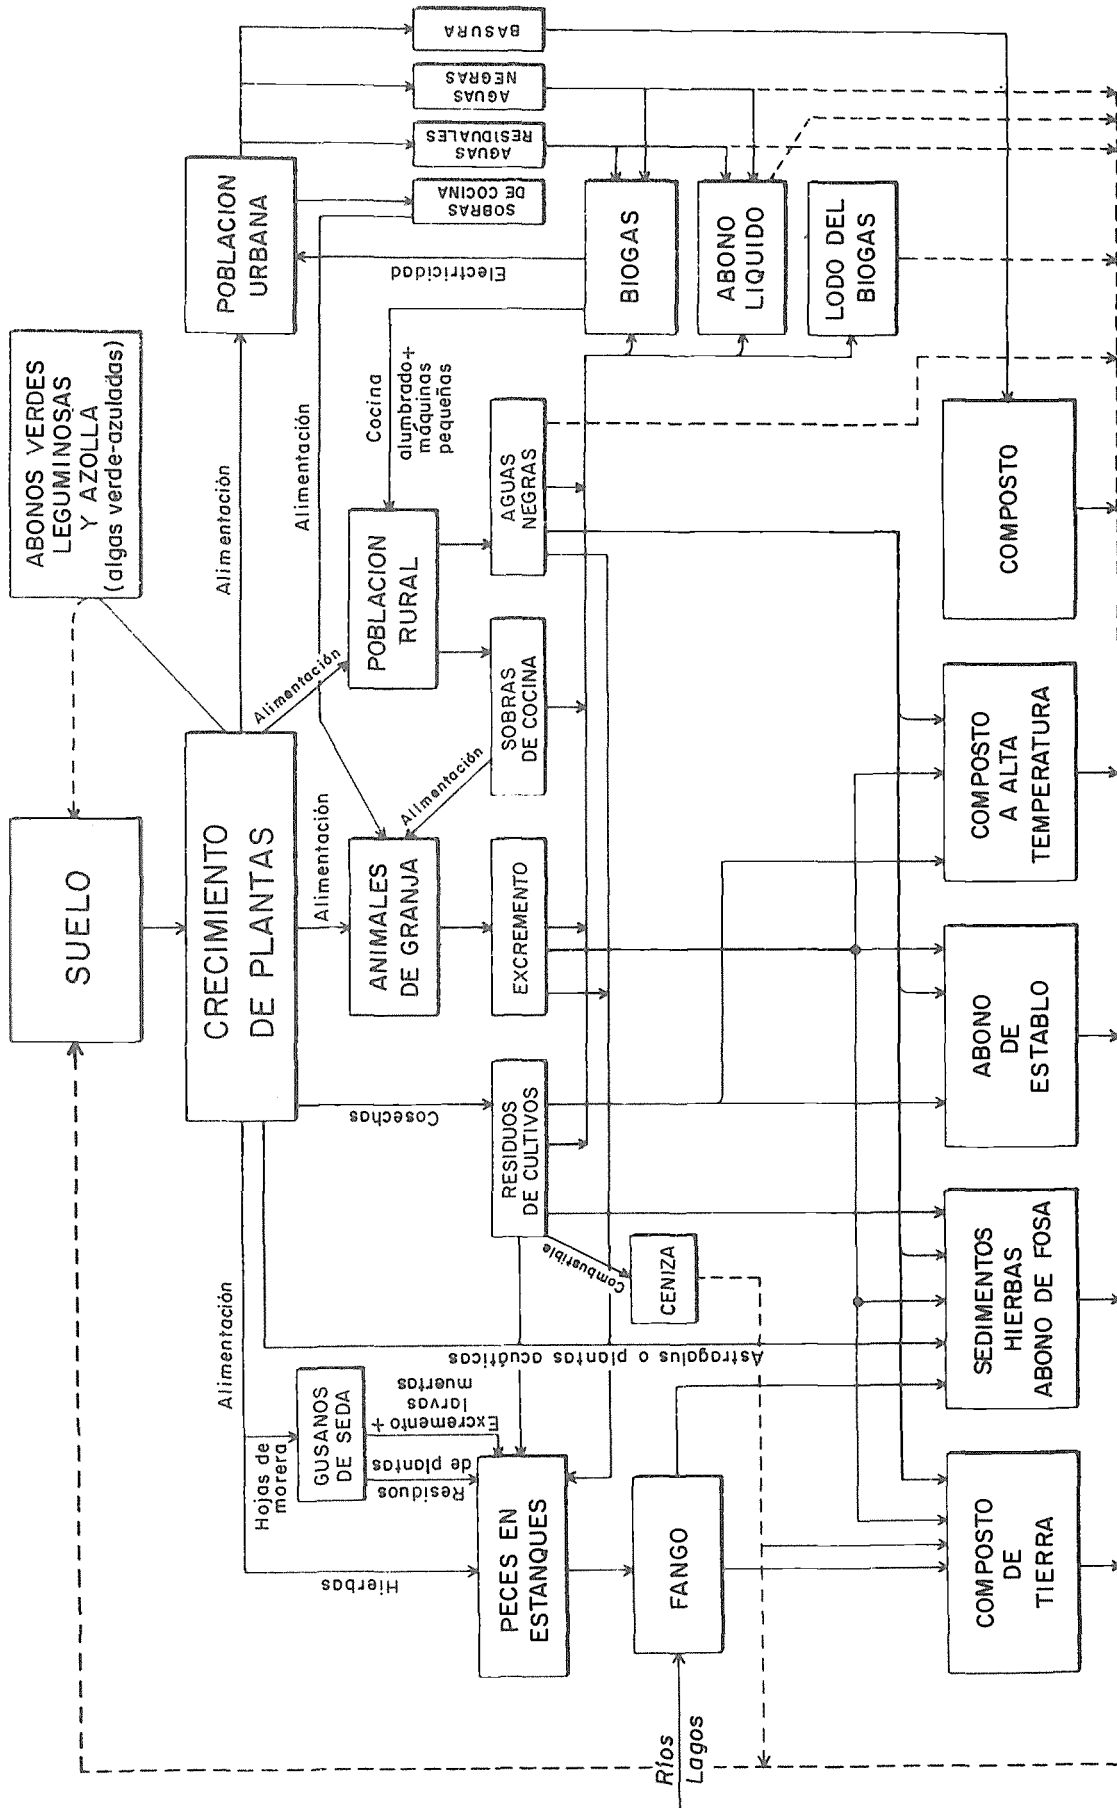 SUELO
ABONOS VERDES
LEGUMINOSAS
Y AZOLLA
(algas verde-azuladas)
CRECIMIENTO
DE PLANTAS
Alimentación
Alimentación
POBLACION
URBANA
Alimentación
Hojas de
morera
GUSANOS
DE SEDA
Hierbas
Residuos
de plantas
Excremento
+
larvas
muertas
Astragalus o plantas acuáticas
Cosechas
Alimentación
ANIMALES
DE GRANJA
Alimentación
POBLACION
RURAL
Alimentación
Cocina
alumbrado+
máquinas
pequeñas
Electricidad
SOBRAS
DE COCINA
AGUAS
RESIDUALES
AGUAS
NEGRAS
BASURA
PECES EN
ESTANQUES
RESIDUOS
DE CULTIVOS
EXCREMENTO
SOBRAS
DE COCINA
AGUAS
NEGRAS
Combustible
CENIZA
BIOGAS
ABONO
LIQUIDO
LODO DEL
BIOGAS
Ríos
Lagos
FANGO
COMPOSTO
DE
TIERRA
SEDIMENTOS
HIERBAS
ABONO DE FOSA
ABONO
DE
ESTABLO
COMPOSTO
A ALTA
TEMPERATURA
COMPOSTO